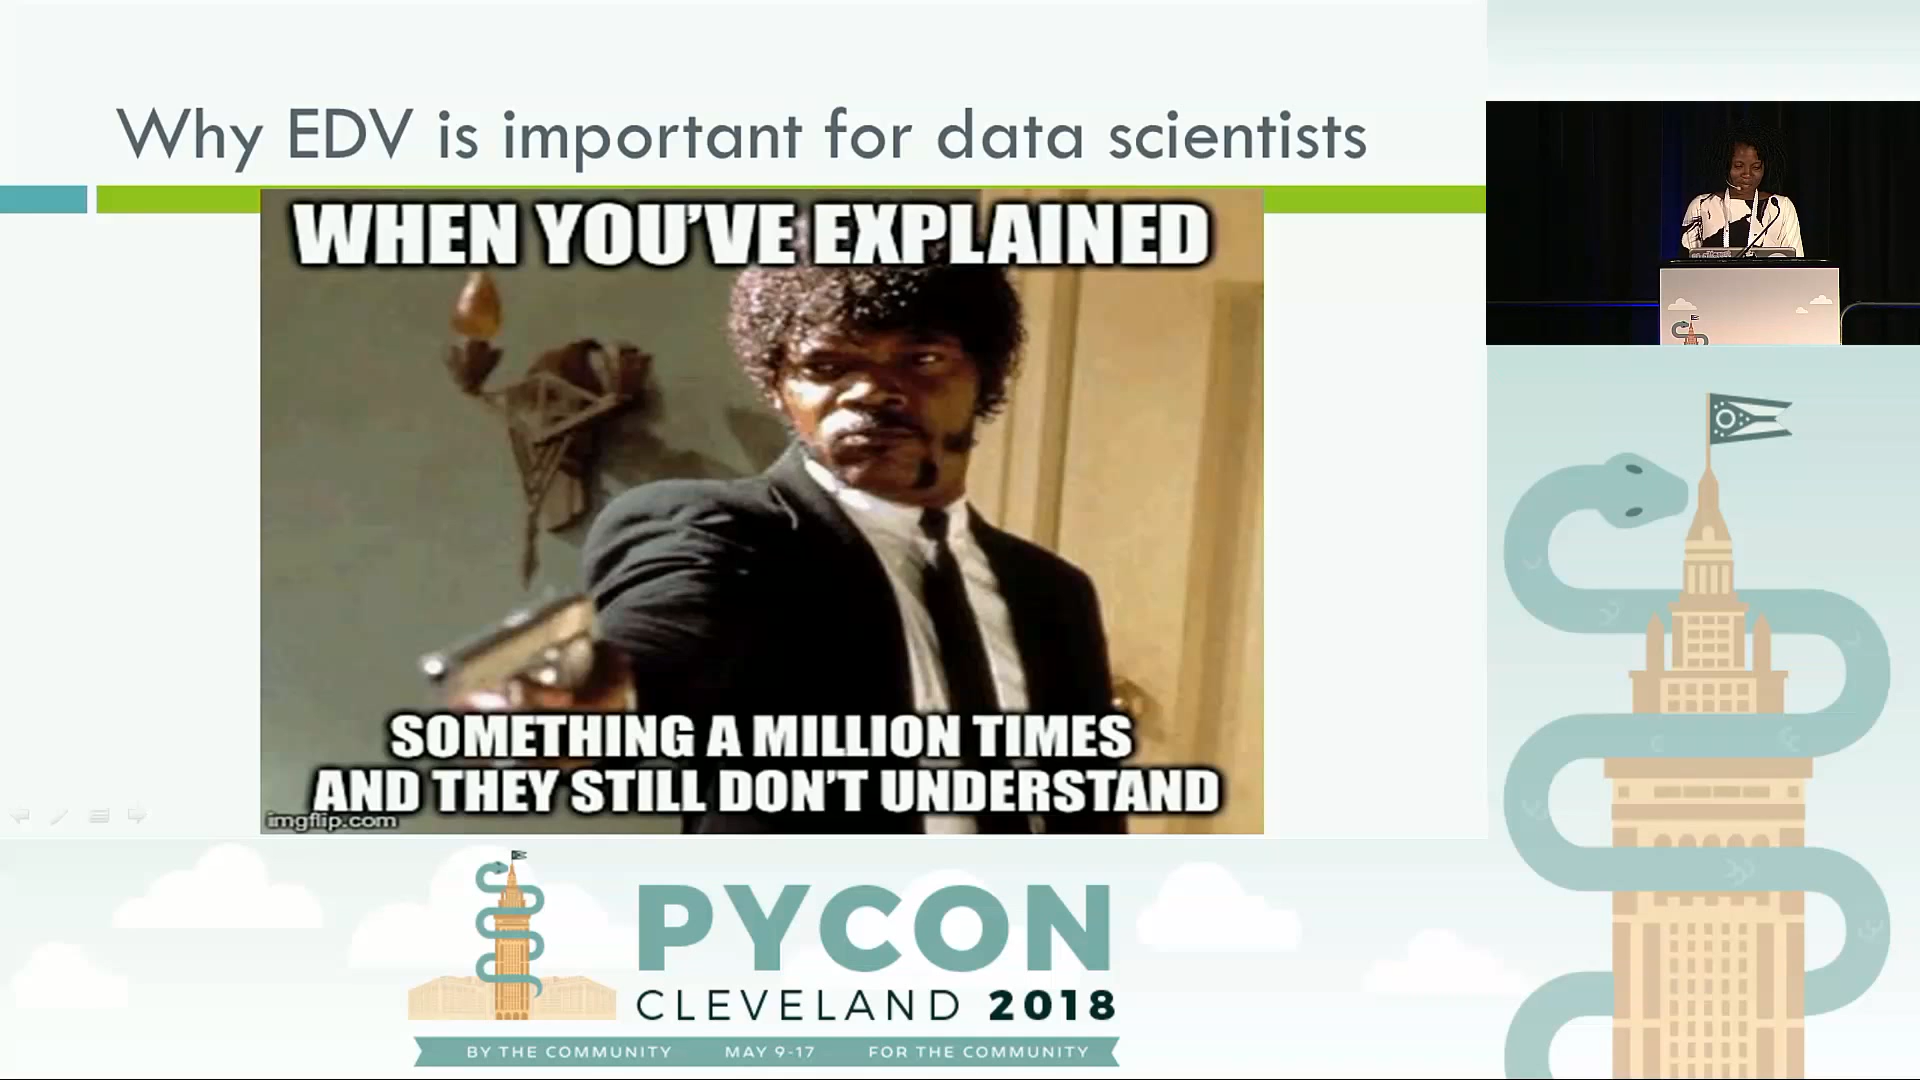 Why EDV is important for data scientists
WHEN YOU'VE EXPLAINED
SOMETHING A MILLION TIMES
AND THEY STILL DON'T UNDERSTAND
imgflip.com
PYCON
CLEVELAND 2018
BY THE COMMUNITY MAY 9-17 FOR THE COMMUNITY